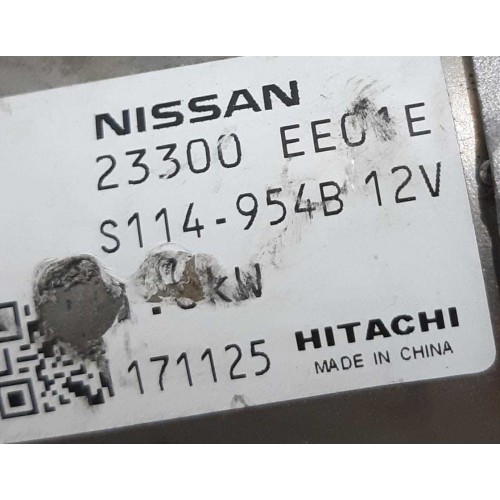 NISSAN
23300 EE01E
S114-954B 12V
kW
171125 HITACHI
MADE IN CHINA